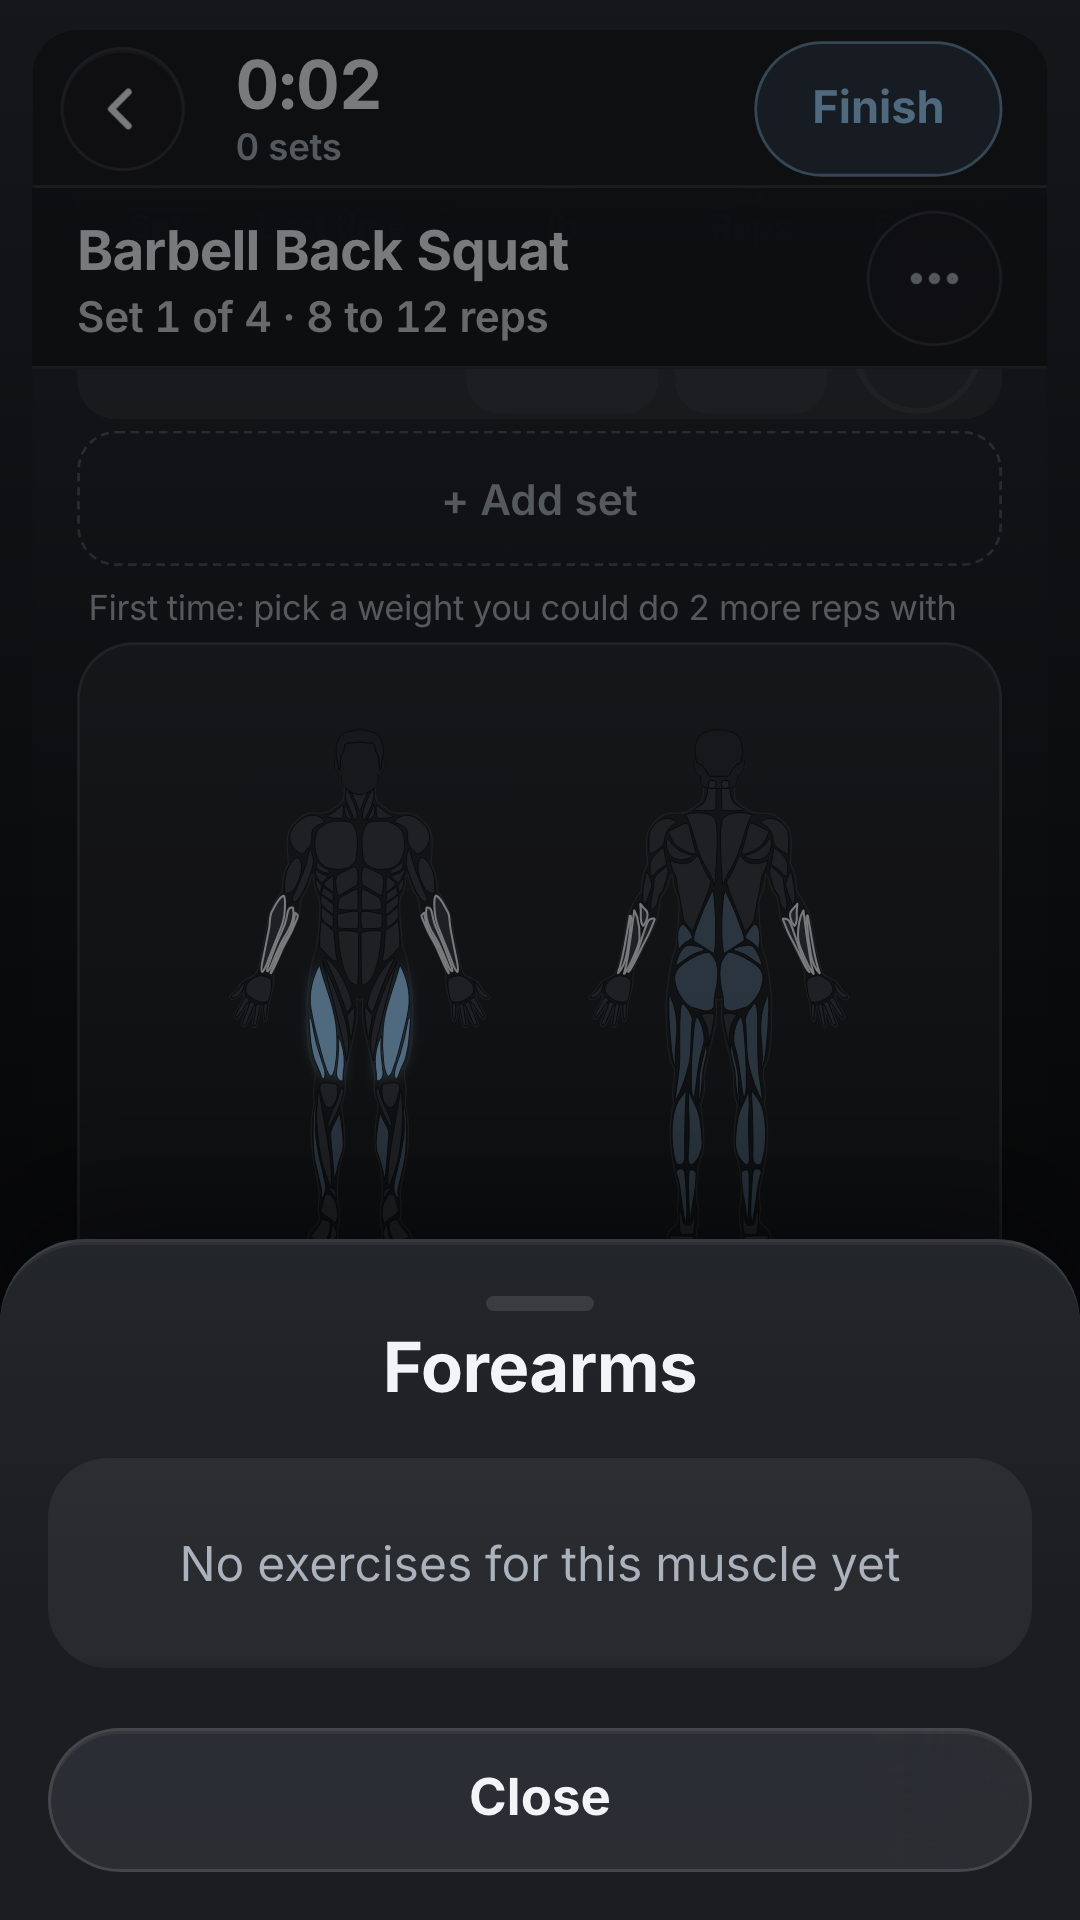 0:02
0 sets
Finish
Barbell Back Squat
Set 1 of 4 · 8 to 12 reps
+ Add set
First time: pick a weight you could do 2 more reps with
Forearms
No exercises for this muscle yet
Close